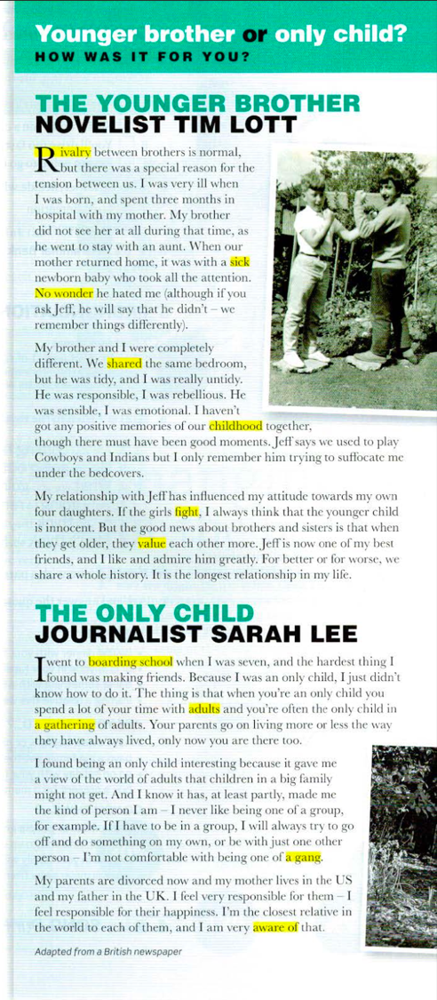 Younger brother or only child?
HOW WAS IT FOR YOU?
THE YOUNGER BROTHER
NOVELIST TIM LOTT
Rivalry between brothers is normal,
but there was a special reason for the
tension between us. I was very ill when
I was born, and spent three months in
hospital with my mother. My brother
did not see her at all during that time, as
he went to stay with an aunt. When our
mother returned home, it was with a sick
newborn baby who took all the attention.
No wonder he hated me (although if you
ask Jeff, he will say that he didn't – we
remember things differently).
My brother and I were completely
different. We shared the same bedroom,
but he was tidy, and I was really untidy.
He was responsible, I was rebellious. He
was sensible, I was emotional. I haven't
got any positive memories of our childhood together,
though there must have been good moments. Jeff says we used to play
Cowboys and Indians but I only remember him trying to suffocate me
under the bedcovers.
My relationship with Jeff has influenced my attitude towards my own
four daughters. If the girls fight, I always think that the younger child
is innocent. But the good news about brothers and sisters is that when
they get older, they value each other more. Jeff is now one of my best
friends, and I like and admire him greatly. For better or for worse, we
share a whole history. It is the longest relationship in my life.
THE ONLY CHILD
JOURNALIST SARAH LEE
I went to boarding school when I was seven, and the hardest thing I
found was making friends. Because I was an only child, I just didn't
know how to do it. The thing is that when you're an only child you
spend a lot of your time with adults and you're often the only child in
a gathering of adults. Your parents go on living more or less the way
they have always lived, only now you are there too.
I found being an only child interesting because it gave me
a view of the world of adults that children in a big family
might not get. And I know it has, at least partly, made me
the kind of person I am – I never like being one of a group,
for example. If I have to be in a group, I will always try to go
off and do something on my own, or be with just one other
person – I'm not comfortable with being one of a gang.
My parents are divorced now and my mother lives in the US
and my father in the UK. I feel very responsible for them – I
feel responsible for their happiness. I'm the closest relative in
the world to each of them, and I am very aware of that.
Adapted from a British newspaper